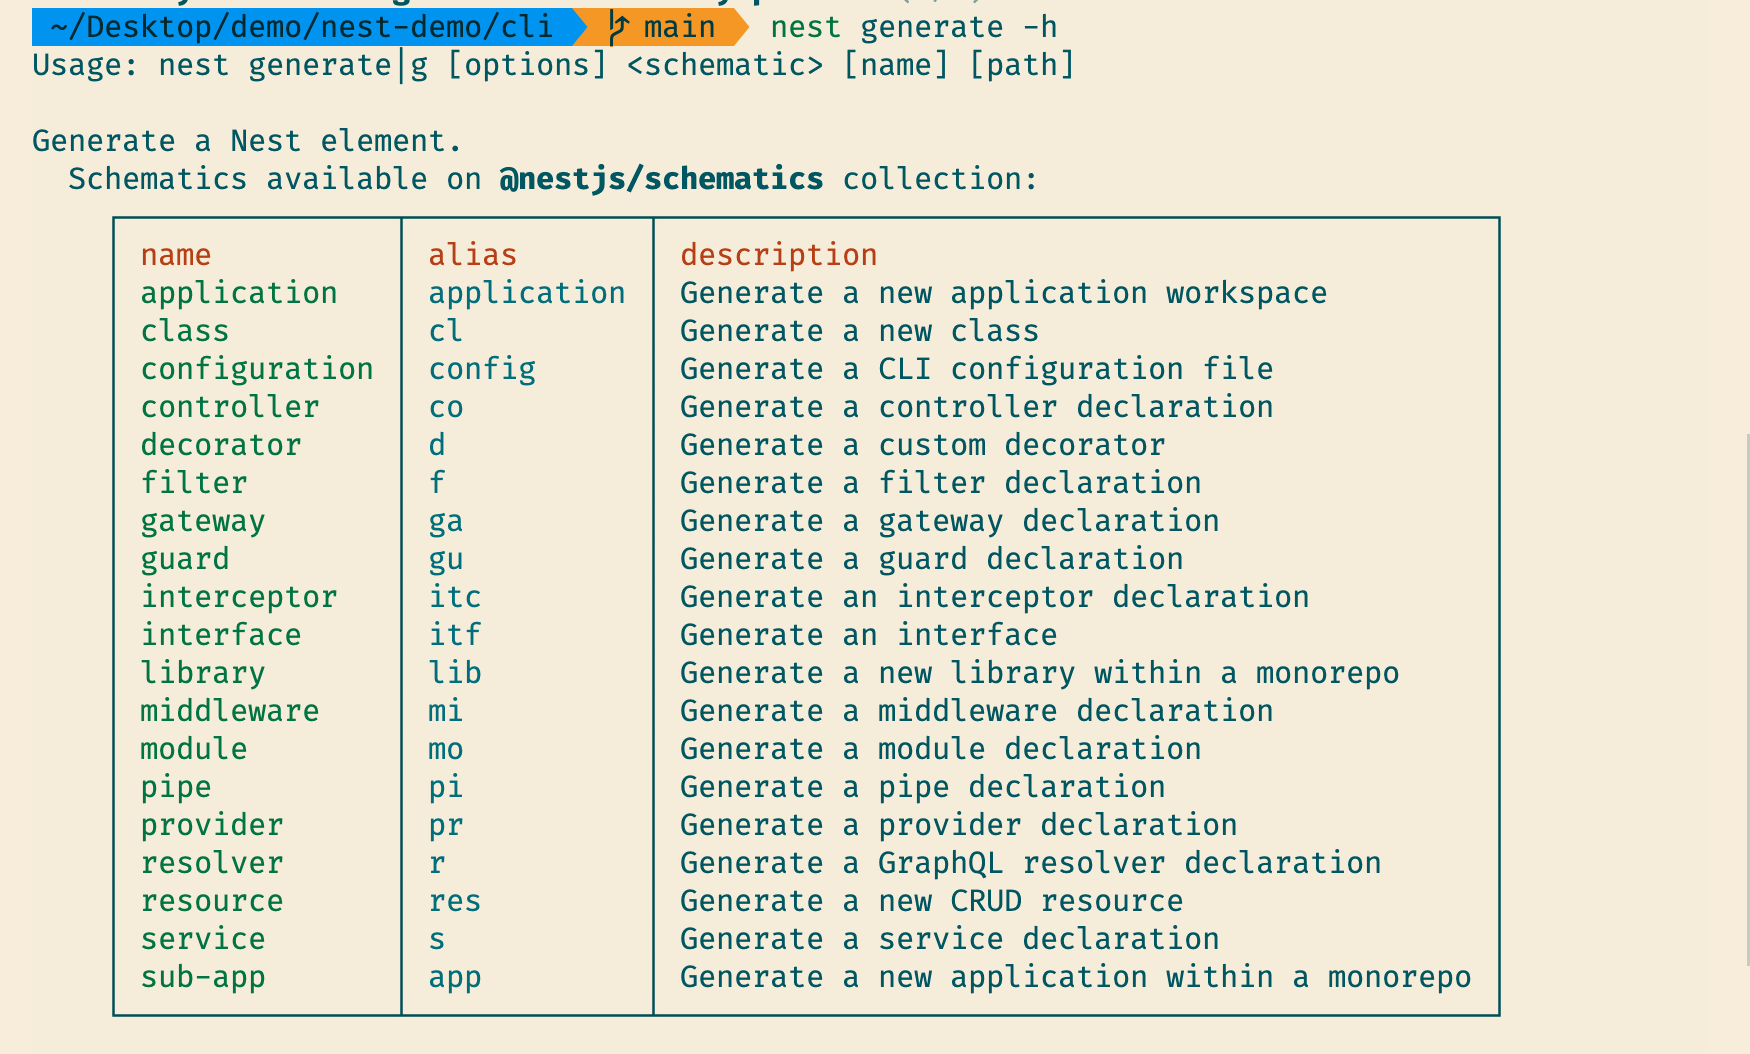 ~/Desktop/demo/nest-demo/cli main nest generate -h
Usage: nest generate|g [options] <schematic> [name] [path]
Generate a Nest element.
Schematics available on @nestjs/schematics collection:
name alias description
application application Generate a new application workspace
class cl Generate a new class
configuration config Generate a CLI configuration file
controller co Generate a controller declaration
decorator d Generate a custom decorator
filter f Generate a filter declaration
gateway ga Generate a gateway declaration
guard gu Generate a guard declaration
interceptor itc Generate an interceptor declaration
interface itf Generate an interface
library lib Generate a new library within a monorepo
middleware mi Generate a middleware declaration
module mo Generate a module declaration
pipe pi Generate a pipe declaration
provider pr Generate a provider declaration
resolver r Generate a GraphQL resolver declaration
resource res Generate a new CRUD resource
service s Generate a service declaration
sub-app app Generate a new application within a monorepo